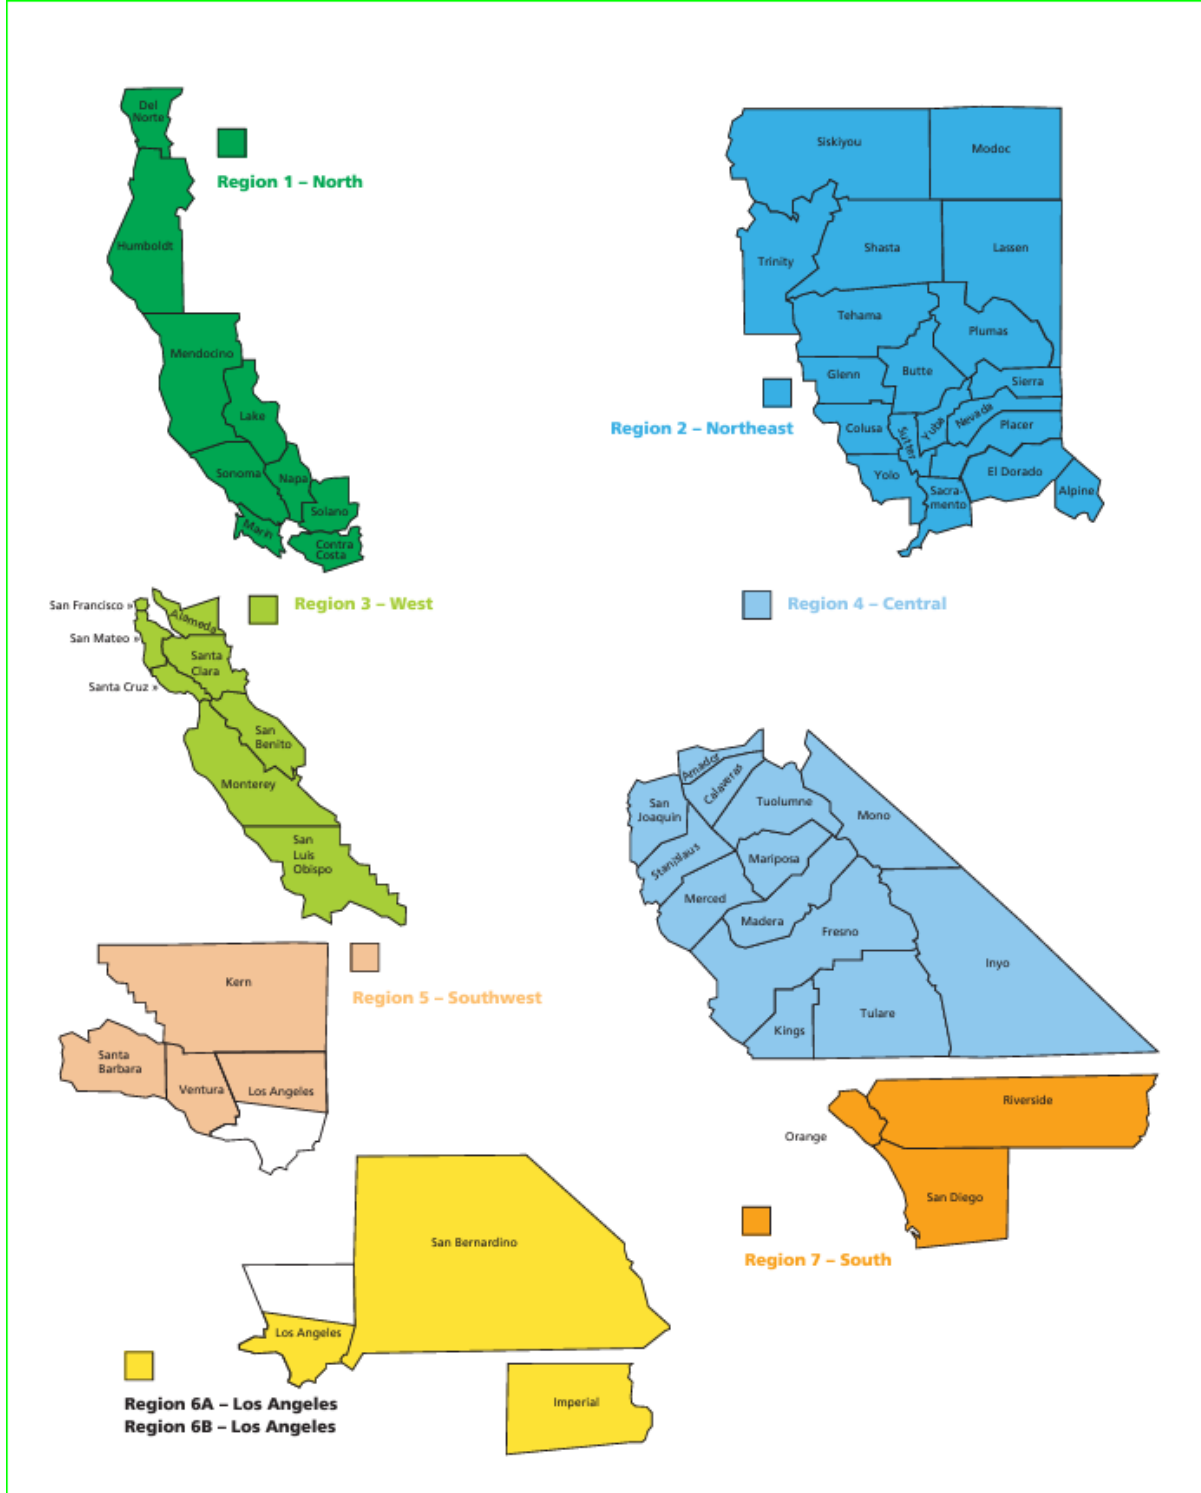 Del
Norte
Region 1 – North
Humboldt
Mendocino
Lake
Sonoma
Napa
Solano
Marin
Contra
Costa
Siskiyou
Modoc
Trinity
Shasta
Lassen
Tehama
Plumas
Glenn
Butte
Sierra
Region 2 – Northeast
Colusa
Sutter
Yuba
Nevada
Placer
Yolo
El Dorado
Sacra-
mento
Alpine
San Francisco »
Alameda
Region 3 – West
San Mateo »
Santa
Clara
Santa Cruz »
San
Benito
Monterey
San
Luis
Obispo
Region 4 – Central
Amador
Calaveras
San
Joaquin
Tuolumne
Mono
Stanislaus
Mariposa
Merced
Madera
Fresno
Inyo
Kings
Tulare
Kern
Region 5 – Southwest
Santa
Barbara
Ventura
Los Angeles
Riverside
Orange
San Diego
Region 7 – South
San Bernardino
Los Angeles
Region 6A – Los Angeles
Region 6B – Los Angeles
Imperial